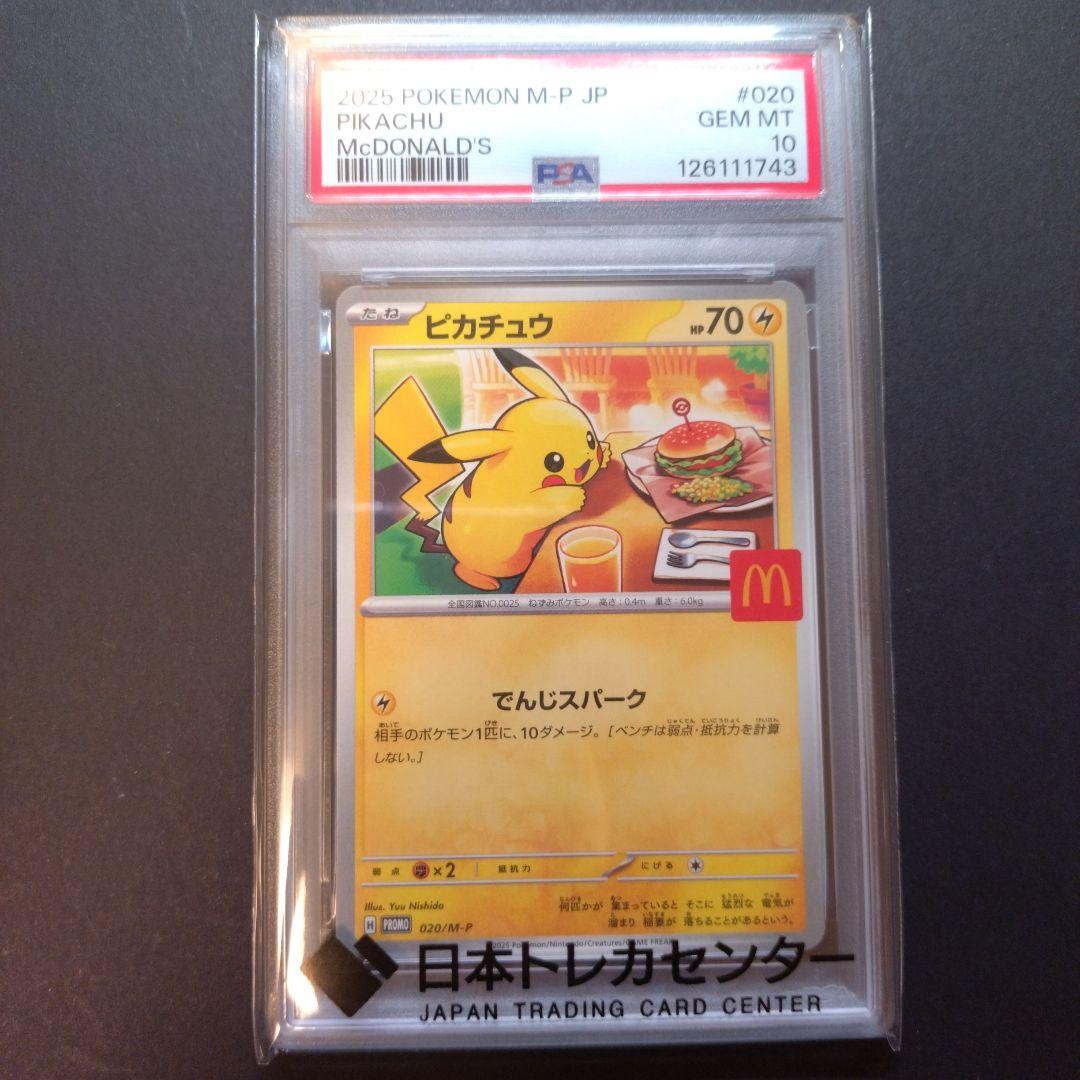 2025 POKEMON M-P JP #020
PIKACHU GEM MT
McDONALD'S 10
PSA 126111743
たね ピカチュウ HP70
M
全国図鑑NO.0025 ねずみポケモン 高さ:0.4m 重さ:6.0kg
でんじスパーク
相手のポケモン1匹に、10ダメージ。[ベンチは弱点・抵抗力を計算
しない。]
弱点 ×2 抵抗力 にげる
Illus. Yuu Nishida
何匹かが 集まっていると そこに 猛烈な 電気が
溜まり 稲妻が 落ちることがあるという。
H PROMO 020/M-P
2025 Pokémon/Nintendo/Creatures/GAME FREAK
日本トレカセンター
JAPAN TRADING CARD CENTER